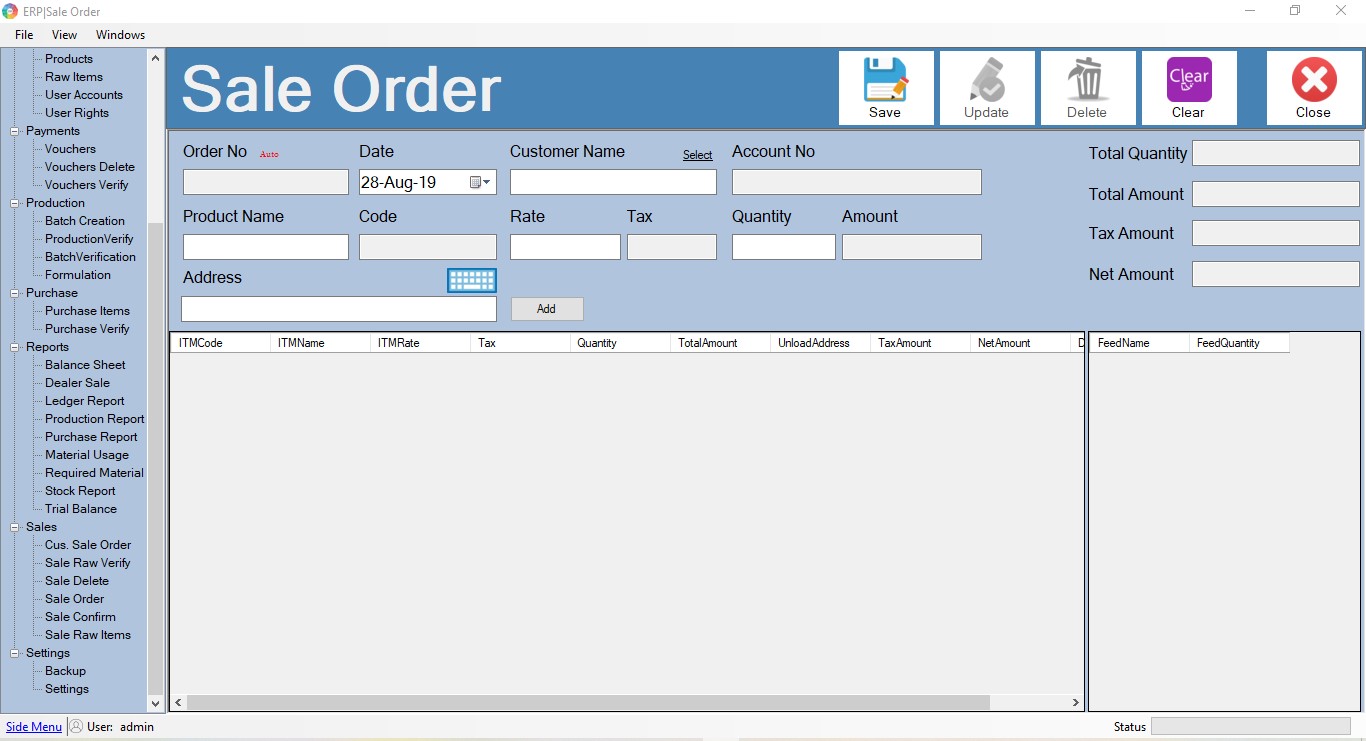 ERP|Sale Order
File View Windows
Products
Raw Items
User Accounts
User Rights
Payments
Vouchers
Vouchers Delete
Vouchers Verify
Production
Batch Creation
ProductionVerify
BatchVerification
Formulation
Purchase
Purchase Items
Purchase Verify
Reports
Balance Sheet
Dealer Sale
Ledger Report
Production Report
Purchase Report
Material Usage
Required Material
Stock Report
Trial Balance
Sales
Cus. Sale Order
Sale Raw Verify
Sale Delete
Sale Order
Sale Confirm
Sale Raw Items
Settings
Backup
Settings
Sale Order
Save Update Delete Clear Clear Close
Order No Auto Date Customer Name Select Account No
28-Aug-19
Product Name Code Rate Tax Quantity Amount
Address
Add
Total Quantity
Total Amount
Tax Amount
Net Amount
ITMCode ITMName ITMRate Tax Quantity TotalAmount UnloadAddress TaxAmount NetAmount D
FeedName FeedQuantity
Side Menu User: admin Status